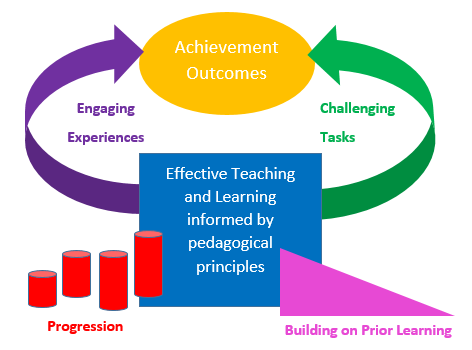 Achievement
Outcomes
Engaging
Experiences
Challenging
Tasks
Effective Teaching
and Learning
informed by
pedagogical
principles
Progression
Building on Prior Learning